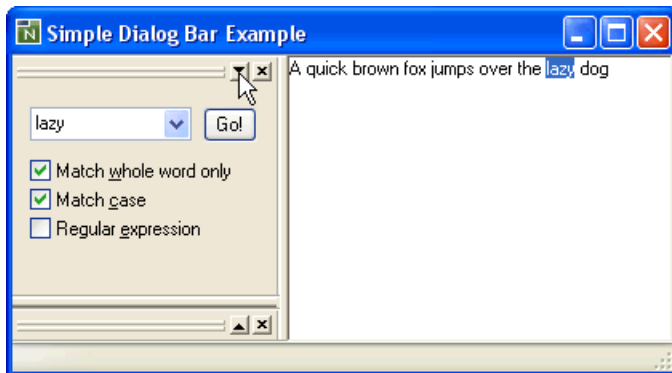 Simple Dialog Bar Example
A quick brown fox jumps over the lazy dog
lazy
Go!
Match whole word only
Match case
Regular expression